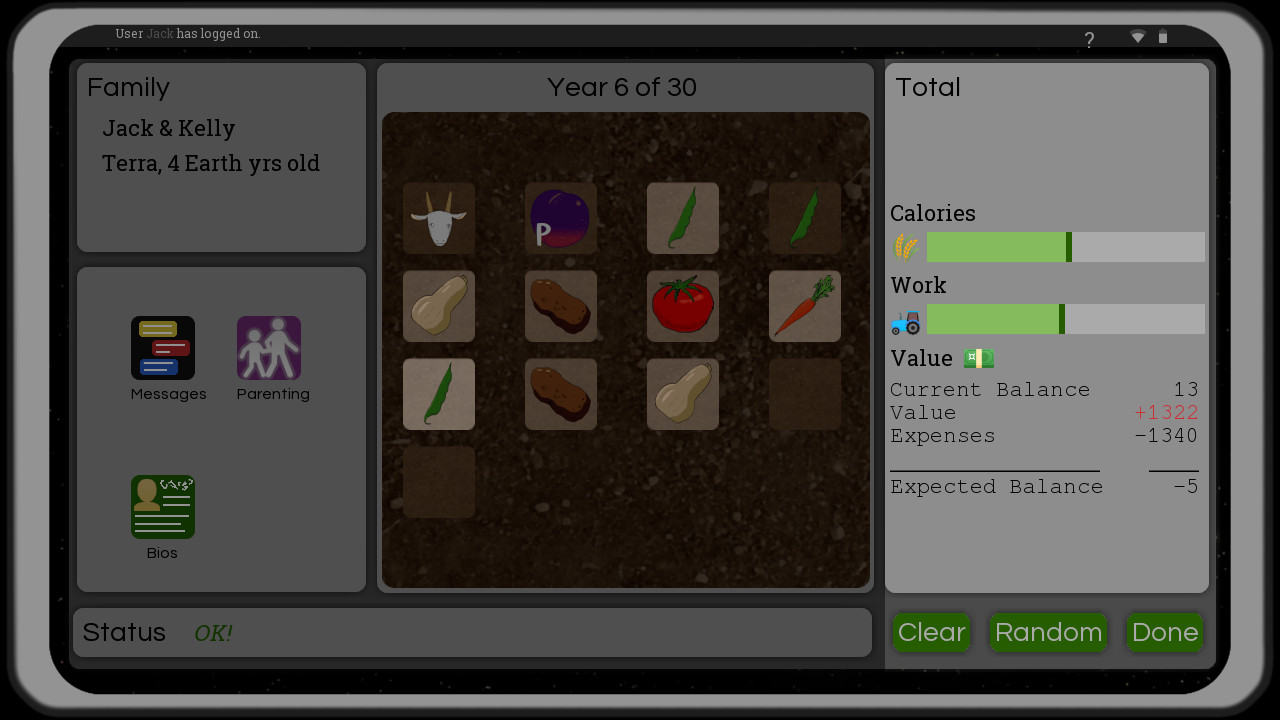 User Jack has logged on.
?
Family
Jack & Kelly
Terra, 4 Earth yrs old
Messages
Parenting
Bios
Year 6 of 30
P
Total
Calories
Work
Value
Current Balance 13
Value +1322
Expenses -1340
Expected Balance -5
Status OK!
Clear Random Done